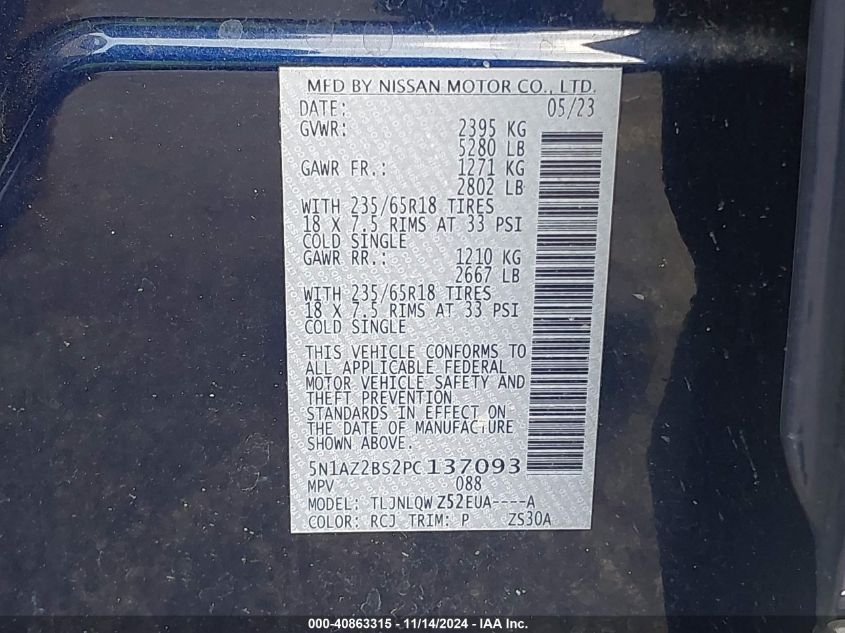 MFD BY NISSAN MOTOR CO., LTD.
DATE: 05/23
GVWR: 2395 KG
5280 LB
GAWR FR.: 1271 KG
2802 LB
WITH 235/65R18 TIRES
18 X 7.5 RIMS AT 33 PSI
COLD SINGLE
GAWR RR.: 1210 KG
2667 LB
WITH 235/65R18 TIRES
18 X 7.5 RIMS AT 33 PSI
COLD SINGLE
THIS VEHICLE CONFORMS TO
ALL APPLICABLE FEDERAL
MOTOR VEHICLE SAFETY AND
THEFT PREVENTION
STANDARDS IN EFFECT ON
THE DATE OF MANUFACTURE
SHOWN ABOVE.
5N1AZ2BS2PC137093
MPV 088
MODEL: TLJNLQW Z52EUA----A
COLOR: RCJ TRIM: P ZS30A
000-40863315 - 11/14/2024 - IAA Inc.